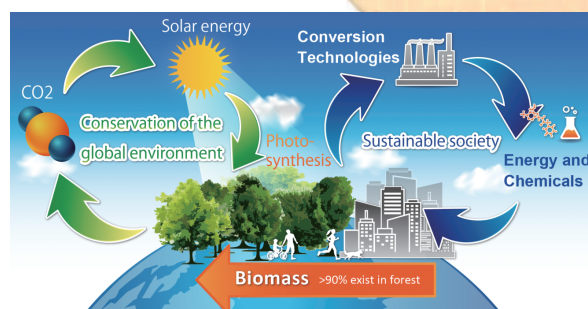 Solar energy
CO2
Conservation of the
global environment
Photo-
synthesis
Conversion
Technologies
Sustainable society
Energy and
Chemicals
Biomass >90% exist in forest